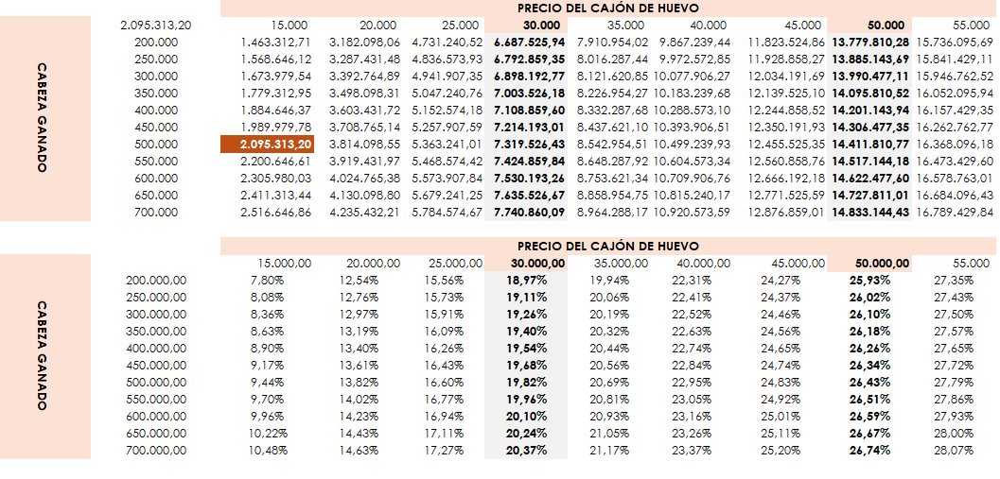 PRECIO DEL CAJÓN DE HUEVO
2.095.313,20 15.000 20.000 25.000 30.000 35.000 40.000 45.000 50.000 55.000
CABEZA GANADO
200.000 1.463.312,71 3.182.098,06 4.731.240,52 6.687.525,94 7.910.954,02 9.867.239,44 11.823.524,86 13.779.810,28 15.736.095,69
250.000 1.568.646,12 3.287.431,48 4.836.573,93 6.792.859,35 8.016.287,44 9.972.572,85 11.928.858,27 13.885.143,69 15.841.429,11
300.000 1.673.979,54 3.392.764,89 4.941.907,35 6.898.192,77 8.121.620,85 10.077.906,27 12.034.191,69 13.990.477,11 15.946.762,52
350.000 1.779.312,95 3.498.098,31 5.047.240,76 7.003.526,18 8.226.954,27 10.183.239,68 12.139.525,10 14.095.810,52 16.052.095,94
400.000 1.884.646,37 3.603.431,72 5.152.574,18 7.108.859,60 8.332.287,68 10.288.573,10 12.244.858,52 14.201.143,94 16.157.429,35
450.000 1.989.979,78 3.708.765,14 5.257.907,59 7.214.193,01 8.437.621,10 10.393.906,51 12.350.191,93 14.306.477,35 16.262.762,77
500.000 2.095.313,20 3.814.098,55 5.363.241,01 7.319.526,43 8.542.954,51 10.499.239,93 12.455.525,35 14.411.810,77 16.368.096,18
550.000 2.200.646,61 3.919.431,97 5.468.574,42 7.424.859,84 8.648.287,92 10.604.573,34 12.560.858,76 14.517.144,18 16.473.429,60
600.000 2.305.980,03 4.024.765,38 5.573.907,84 7.530.193,26 8.753.621,34 10.709.906,76 12.666.192,18 14.622.477,60 16.578.763,01
650.000 2.411.313,44 4.130.098,80 5.679.241,25 7.635.526,67 8.858.954,75 10.815.240,17 12.771.525,59 14.727.811,01 16.684.096,43
700.000 2.516.646,86 4.235.432,21 5.784.574,67 7.740.860,09 8.964.288,17 10.920.573,59 12.876.859,01 14.833.144,43 16.789.429,84
PRECIO DEL CAJÓN DE HUEVO
15.000,00 20.000,00 25.000,00 30.000,00 35.000,00 40.000,00 45.000,00 50.000,00 55.000
CABEZA GANADO
200.000,00 7,80% 12,54% 15,56% 18,97% 19,94% 22,31% 24,27% 25,93% 27,35%
250.000,00 8,08% 12,76% 15,73% 19,11% 20,06% 22,41% 24,37% 26,02% 27,43%
300.000,00 8,36% 12,97% 15,91% 19,26% 20,19% 22,52% 24,46% 26,10% 27,50%
350.000,00 8,63% 13,19% 16,09% 19,40% 20,32% 22,63% 24,56% 26,18% 27,57%
400.000,00 8,90% 13,40% 16,26% 19,54% 20,44% 22,74% 24,65% 26,26% 27,65%
450.000,00 9,17% 13,61% 16,43% 19,68% 20,56% 22,84% 24,74% 26,34% 27,72%
500.000,00 9,44% 13,82% 16,60% 19,82% 20,69% 22,95% 24,83% 26,43% 27,79%
550.000,00 9,70% 14,02% 16,77% 19,96% 20,81% 23,05% 24,92% 26,51% 27,86%
600.000,00 9,96% 14,23% 16,94% 20,10% 20,93% 23,16% 25,01% 26,59% 27,93%
650.000,00 10,22% 14,43% 17,11% 20,24% 21,05% 23,26% 25,11% 26,67% 28,00%
700.000,00 10,48% 14,63% 17,27% 20,37% 21,17% 23,37% 25,20% 26,74% 28,07%